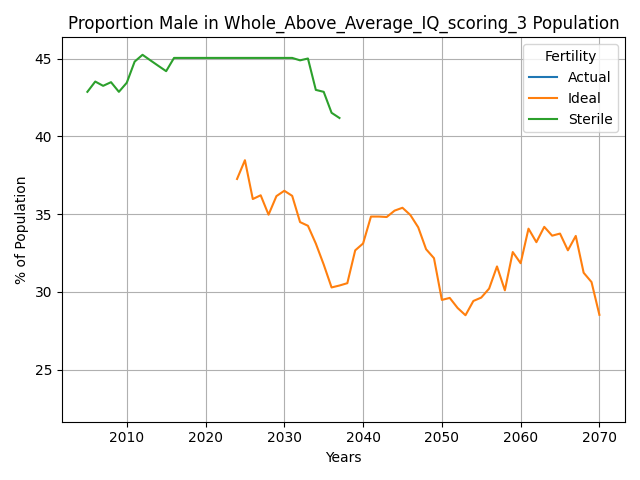 Proportion Male in Whole_Above_Average_IQ_scoring_3 Population
Fertility
Actual
Ideal
Sterile
% of Population
45
40
35
30
25
2010 2020 2030 2040 2050 2060 2070
Years